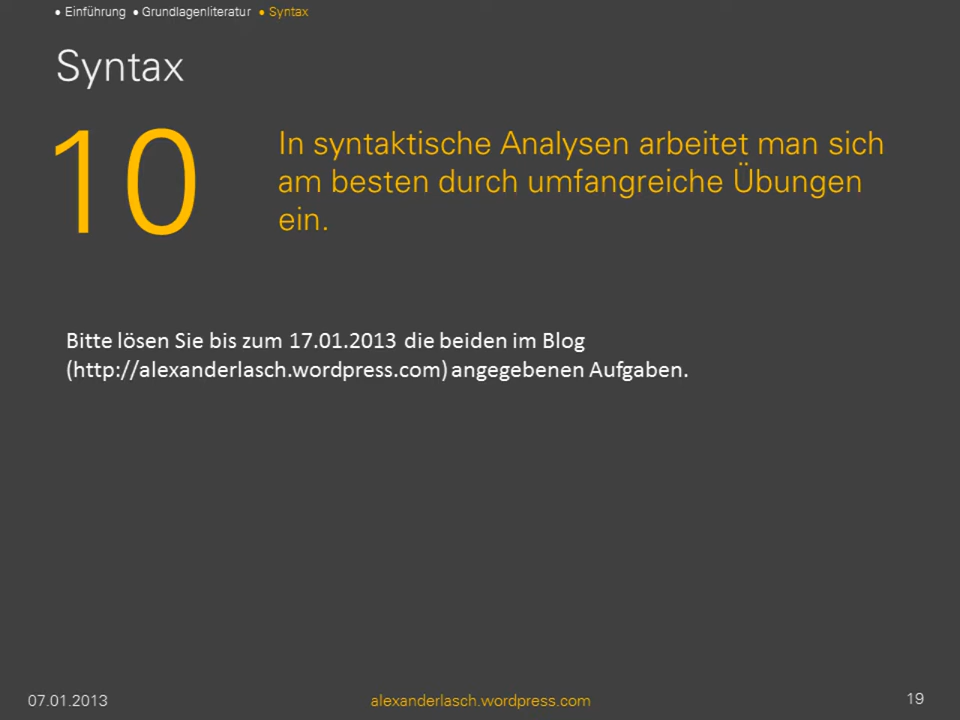 • Einführung • Grundlagenliteratur • Syntax
Syntax
10
In syntaktische Analysen arbeitet man sich
am besten durch umfangreiche Übungen
ein.
Bitte lösen Sie bis zum 17.01.2013 die beiden im Blog
(http://alexanderlasch.wordpress.com) angegebenen Aufgaben.
07.01.2013
alexanderlasch.wordpress.com
19